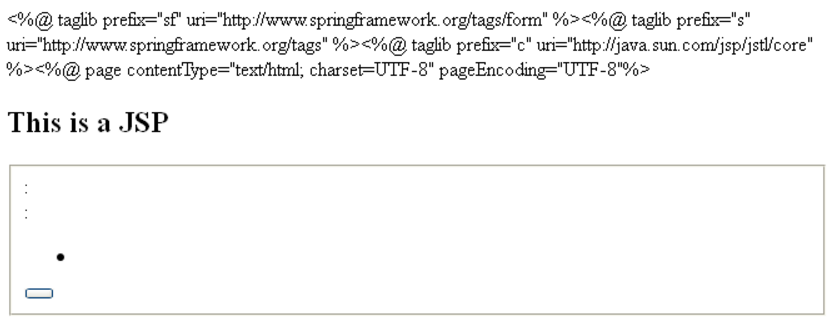 <%@ taglib prefix="sf" uri="http://www.springframework.org/tags/form" %><%@ taglib prefix="s"
uri="http://www.springframework.org/tags" %><%@ taglib prefix="c" uri="http://java.sun.com/jsp/jstl/core"
%><%@ page contentType="text/html; charset=UTF-8" pageEncoding="UTF-8"%>
This is a JSP
:
:
•